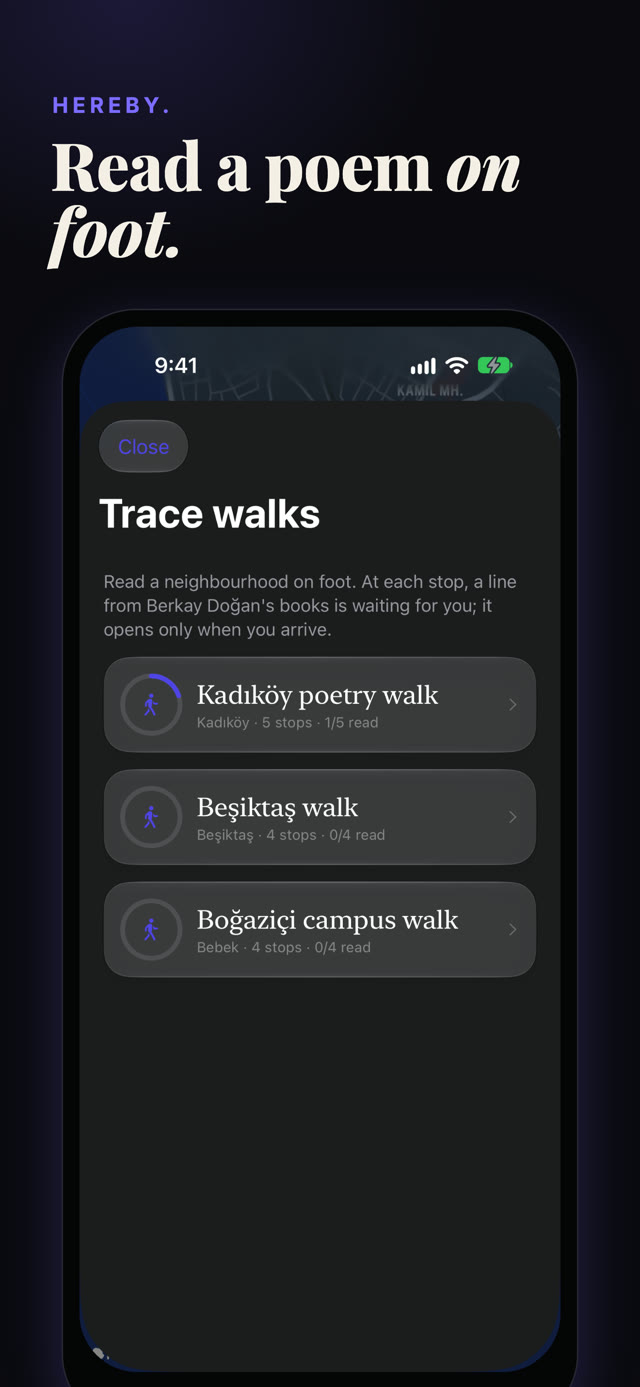 HEREBY.
Read a poem on
foot.
9:41
KAMİL MH.
Close
Trace walks
Read a neighbourhood on foot. At each stop, a line
from Berkay Doğan's books is waiting for you; it
opens only when you arrive.
Kadıköy poetry walk
Kadıköy · 5 stops · 1/5 read
Beşiktaş walk
Beşiktaş · 4 stops · 0/4 read
Boğaziçi campus walk
Bebek · 4 stops · 0/4 read